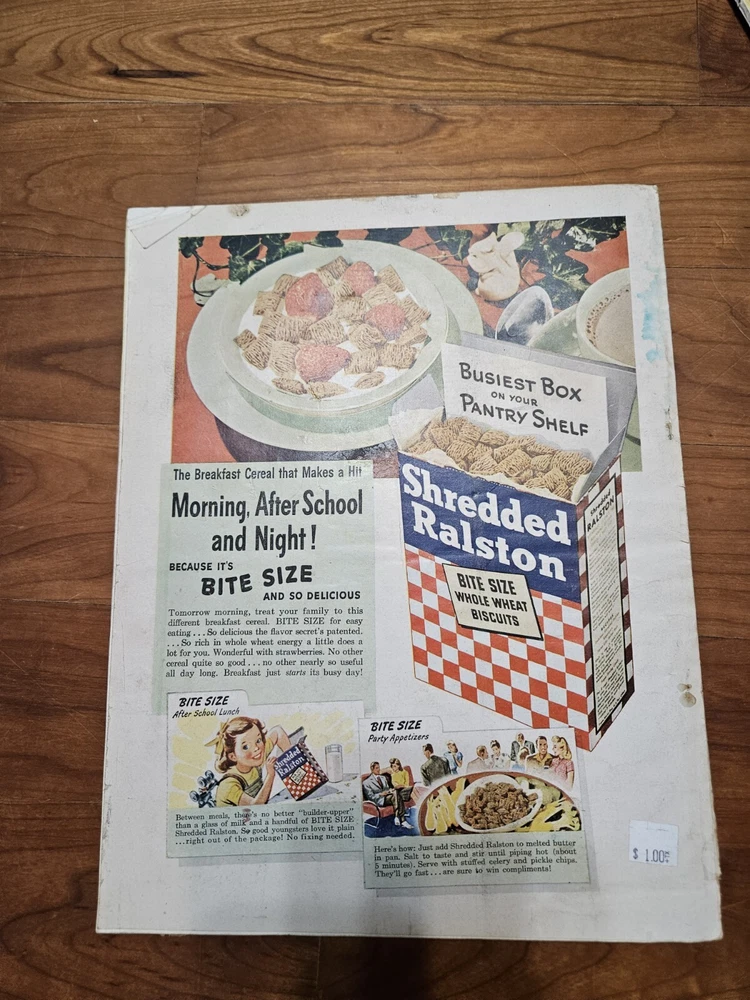 BUSIEST BOX
ON YOUR
PANTRY SHELF
Shredded
Ralston
BITE SIZE
WHOLE WHEAT
BISCUITS
Shredded
RALSTON
The Breakfast Cereal that Makes a Hit
Morning, After School
and Night!
BECAUSE IT'S
BITE SIZE
AND SO DELICIOUS
Tomorrow morning, treat your family to this
different breakfast cereal. BITE SIZE for easy
eating ... So delicious the flavor secret's patented.
... So rich in whole wheat energy a little does a
lot for you. Wonderful with strawberries. No other
cereal quite so good ... no other nearly so useful
all day long. Breakfast just starts its busy day!
BITE SIZE
After School Lunch
Shredded
Ralston
Between meals, there's no better "builder-upper"
than a glass of milk and a handful of BITE SIZE
Shredded Ralston. So good youngsters love it plain
... right out of the package! No fixing needed.
BITE SIZE
Party Appetizers
Here's how: Just add Shredded Ralston to melted butter
in pan. Salt to taste and stir until piping hot (about
5 minutes). Serve with stuffed celery and pickle chips.
They'll go fast ... are sure to win compliments!
$ 1.00